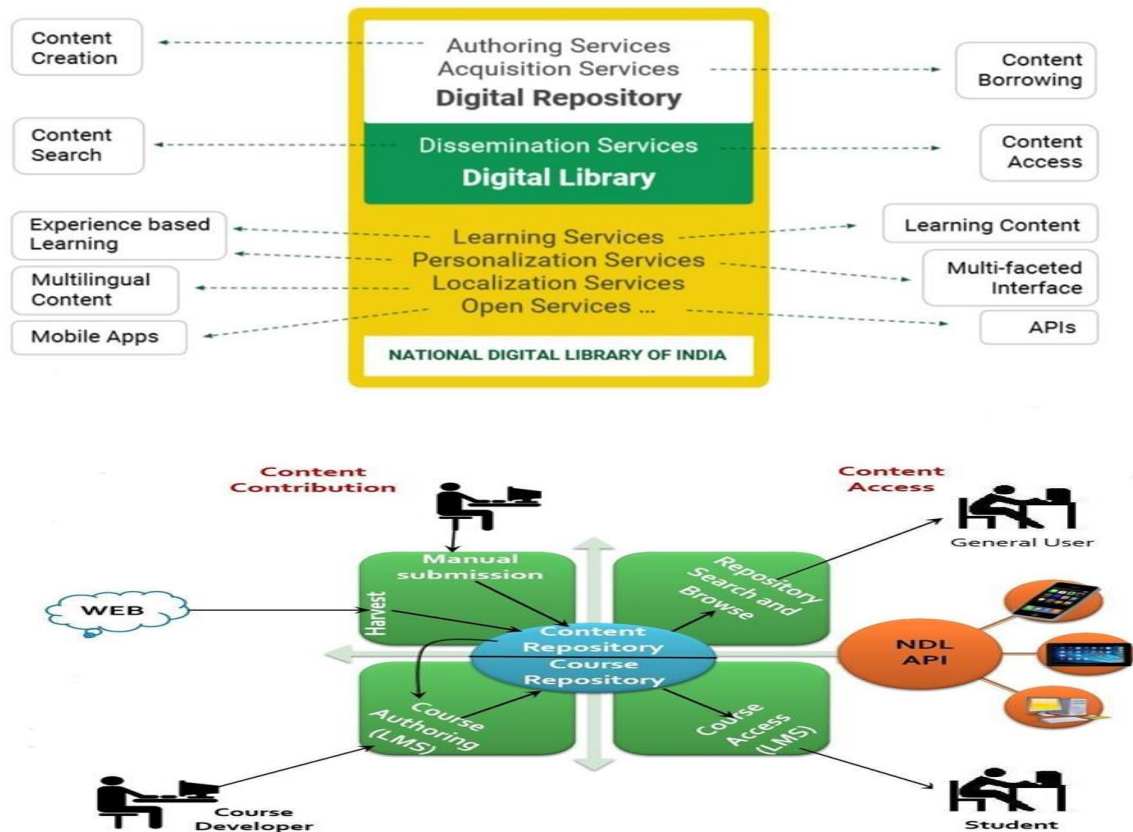 Content
Creation
Authoring Services
Acquisition Services
Digital Repository
Content
Borrowing
Content
Search
Dissemination Services
Digital Library
Content
Access
Experience based
Learning
Multilingual
Content
Mobile Apps
Learning Services
Personalization Services
Localization Services
Open Services ...
Learning Content
Multi-faceted
Interface
APIs
NATIONAL DIGITAL LIBRARY OF INDIA
Content
Contribution
Content
Access
General User
Manual
submission
Harvest
WEB
Repository
Search and
Browse
Content
Repository
Course
Repository
NDL
API
Course
Authoring
(LMS)
Course
Access
(LMS)
Course
Developer
Student